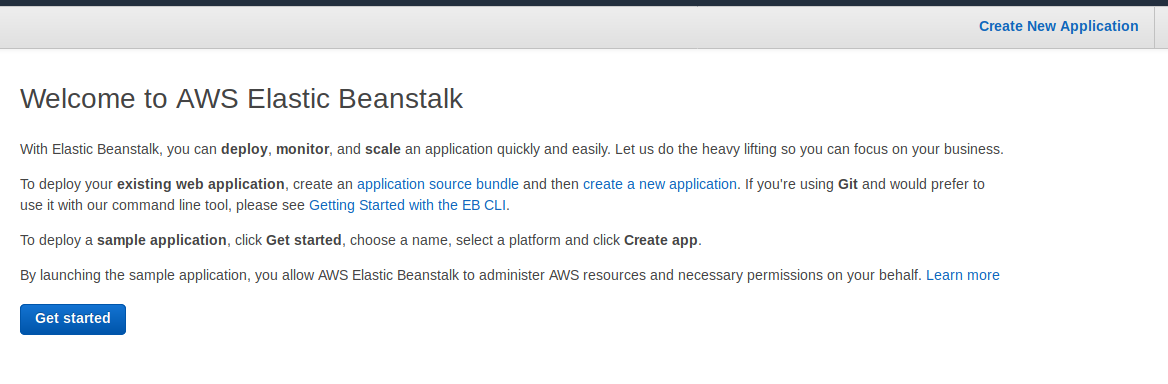 Create New Application
Welcome to AWS Elastic Beanstalk
With Elastic Beanstalk, you can deploy, monitor, and scale an application quickly and easily. Let us do the heavy lifting so you can focus on your business.
To deploy your existing web application, create an application source bundle and then create a new application. If you're using Git and would prefer to
use it with our command line tool, please see Getting Started with the EB CLI.
To deploy a sample application, click Get started, choose a name, select a platform and click Create app.
By launching the sample application, you allow AWS Elastic Beanstalk to administer AWS resources and necessary permissions on your behalf. Learn more
Get started